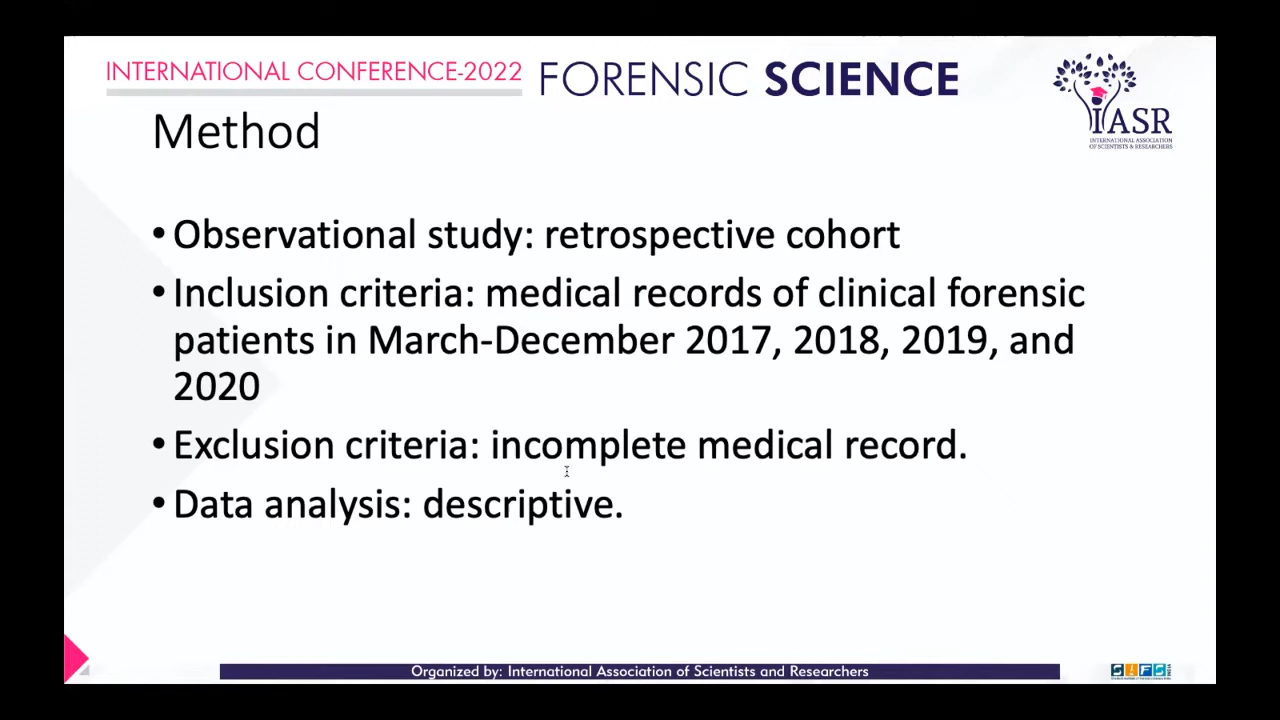 INTERNATIONAL CONFERENCE-2022 FORENSIC SCIENCE
IASR
INTERNATIONAL ASSOCIATION
OF SCIENTISTS & RESEARCHERS
Method
• Observational study: retrospective cohort
• Inclusion criteria: medical records of clinical forensic
patients in March-December 2017, 2018, 2019, and
2020
• Exclusion criteria: incomplete medical record.
• Data analysis: descriptive.
Organized by: International Association of Scientists and Researchers
SIFS